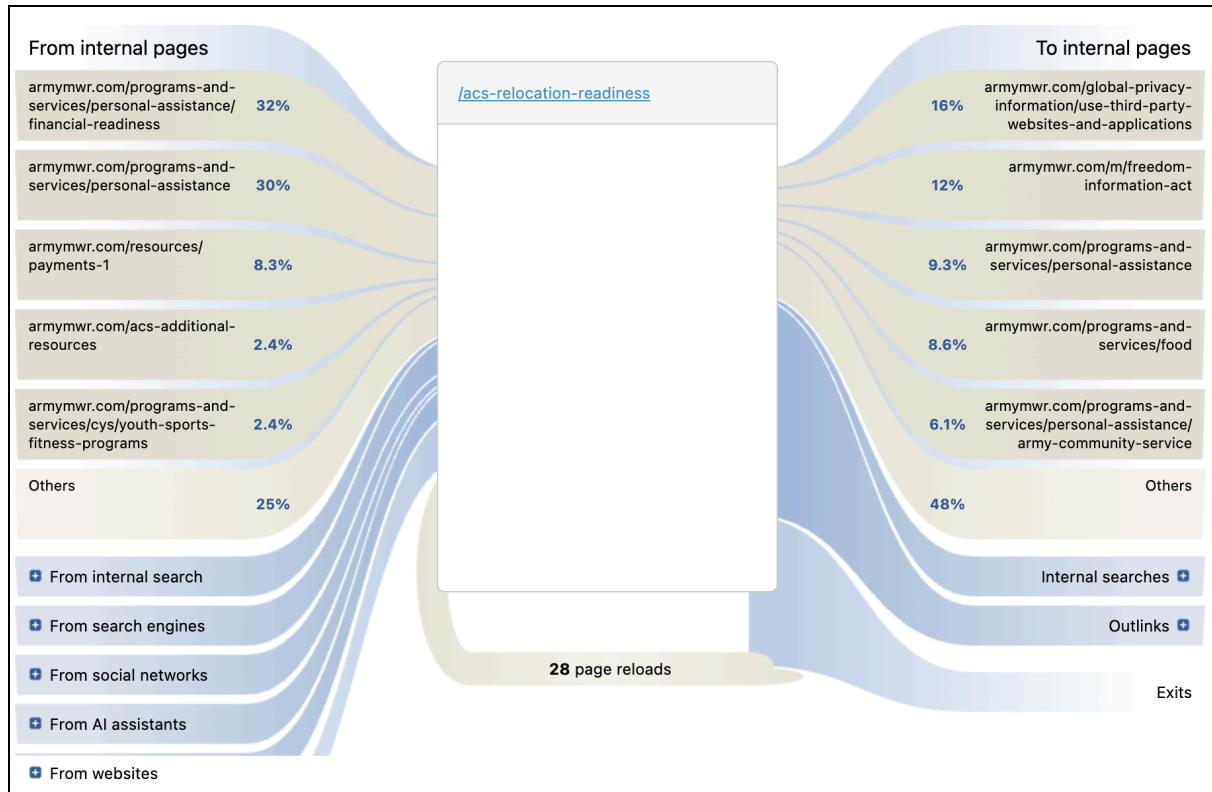 From internal pages
armymwr.com/programs-and-
services/personal-assistance/
financial-readiness
32%
armymwr.com/programs-and-
services/personal-assistance
30%
armymwr.com/resources/
payments-1
8.3%
armymwr.com/acs-additional-
resources
2.4%
armymwr.com/programs-and-
services/cys/youth-sports-
fitness-programs
2.4%
Others
25%
From internal search
From search engines
From social networks
From AI assistants
From websites
/acs-relocation-readiness
28 page reloads
To internal pages
16%
armymwr.com/global-privacy-
information/use-third-party-
websites-and-applications
12%
armymwr.com/m/freedom-
information-act
9.3%
armymwr.com/programs-and-
services/personal-assistance
8.6%
armymwr.com/programs-and-
services/food
6.1%
armymwr.com/programs-and-
services/personal-assistance/
army-community-service
Others
48%
Internal searches
Outlinks
Exits